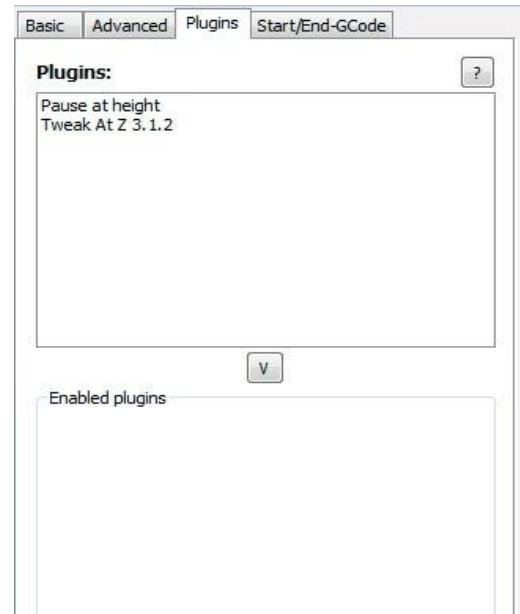 Basic Advanced Plugins Start/End-GCode
Plugins: ?
Pause at height
Tweak At Z 3.1.2
V
Enabled plugins